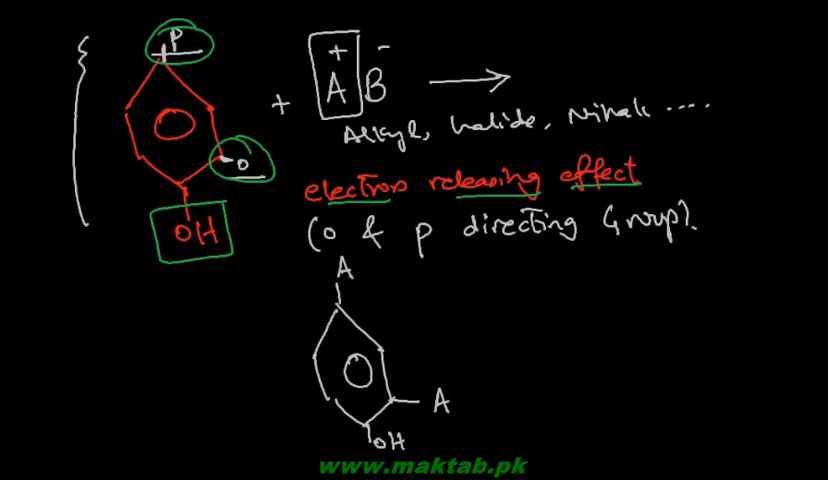 P
+ -
+ A B
O
Alkyl, halide, Nitrate ....
electron releasing effect
OH
(o & p directing Group).
A
A
OH
www.maktab.pk